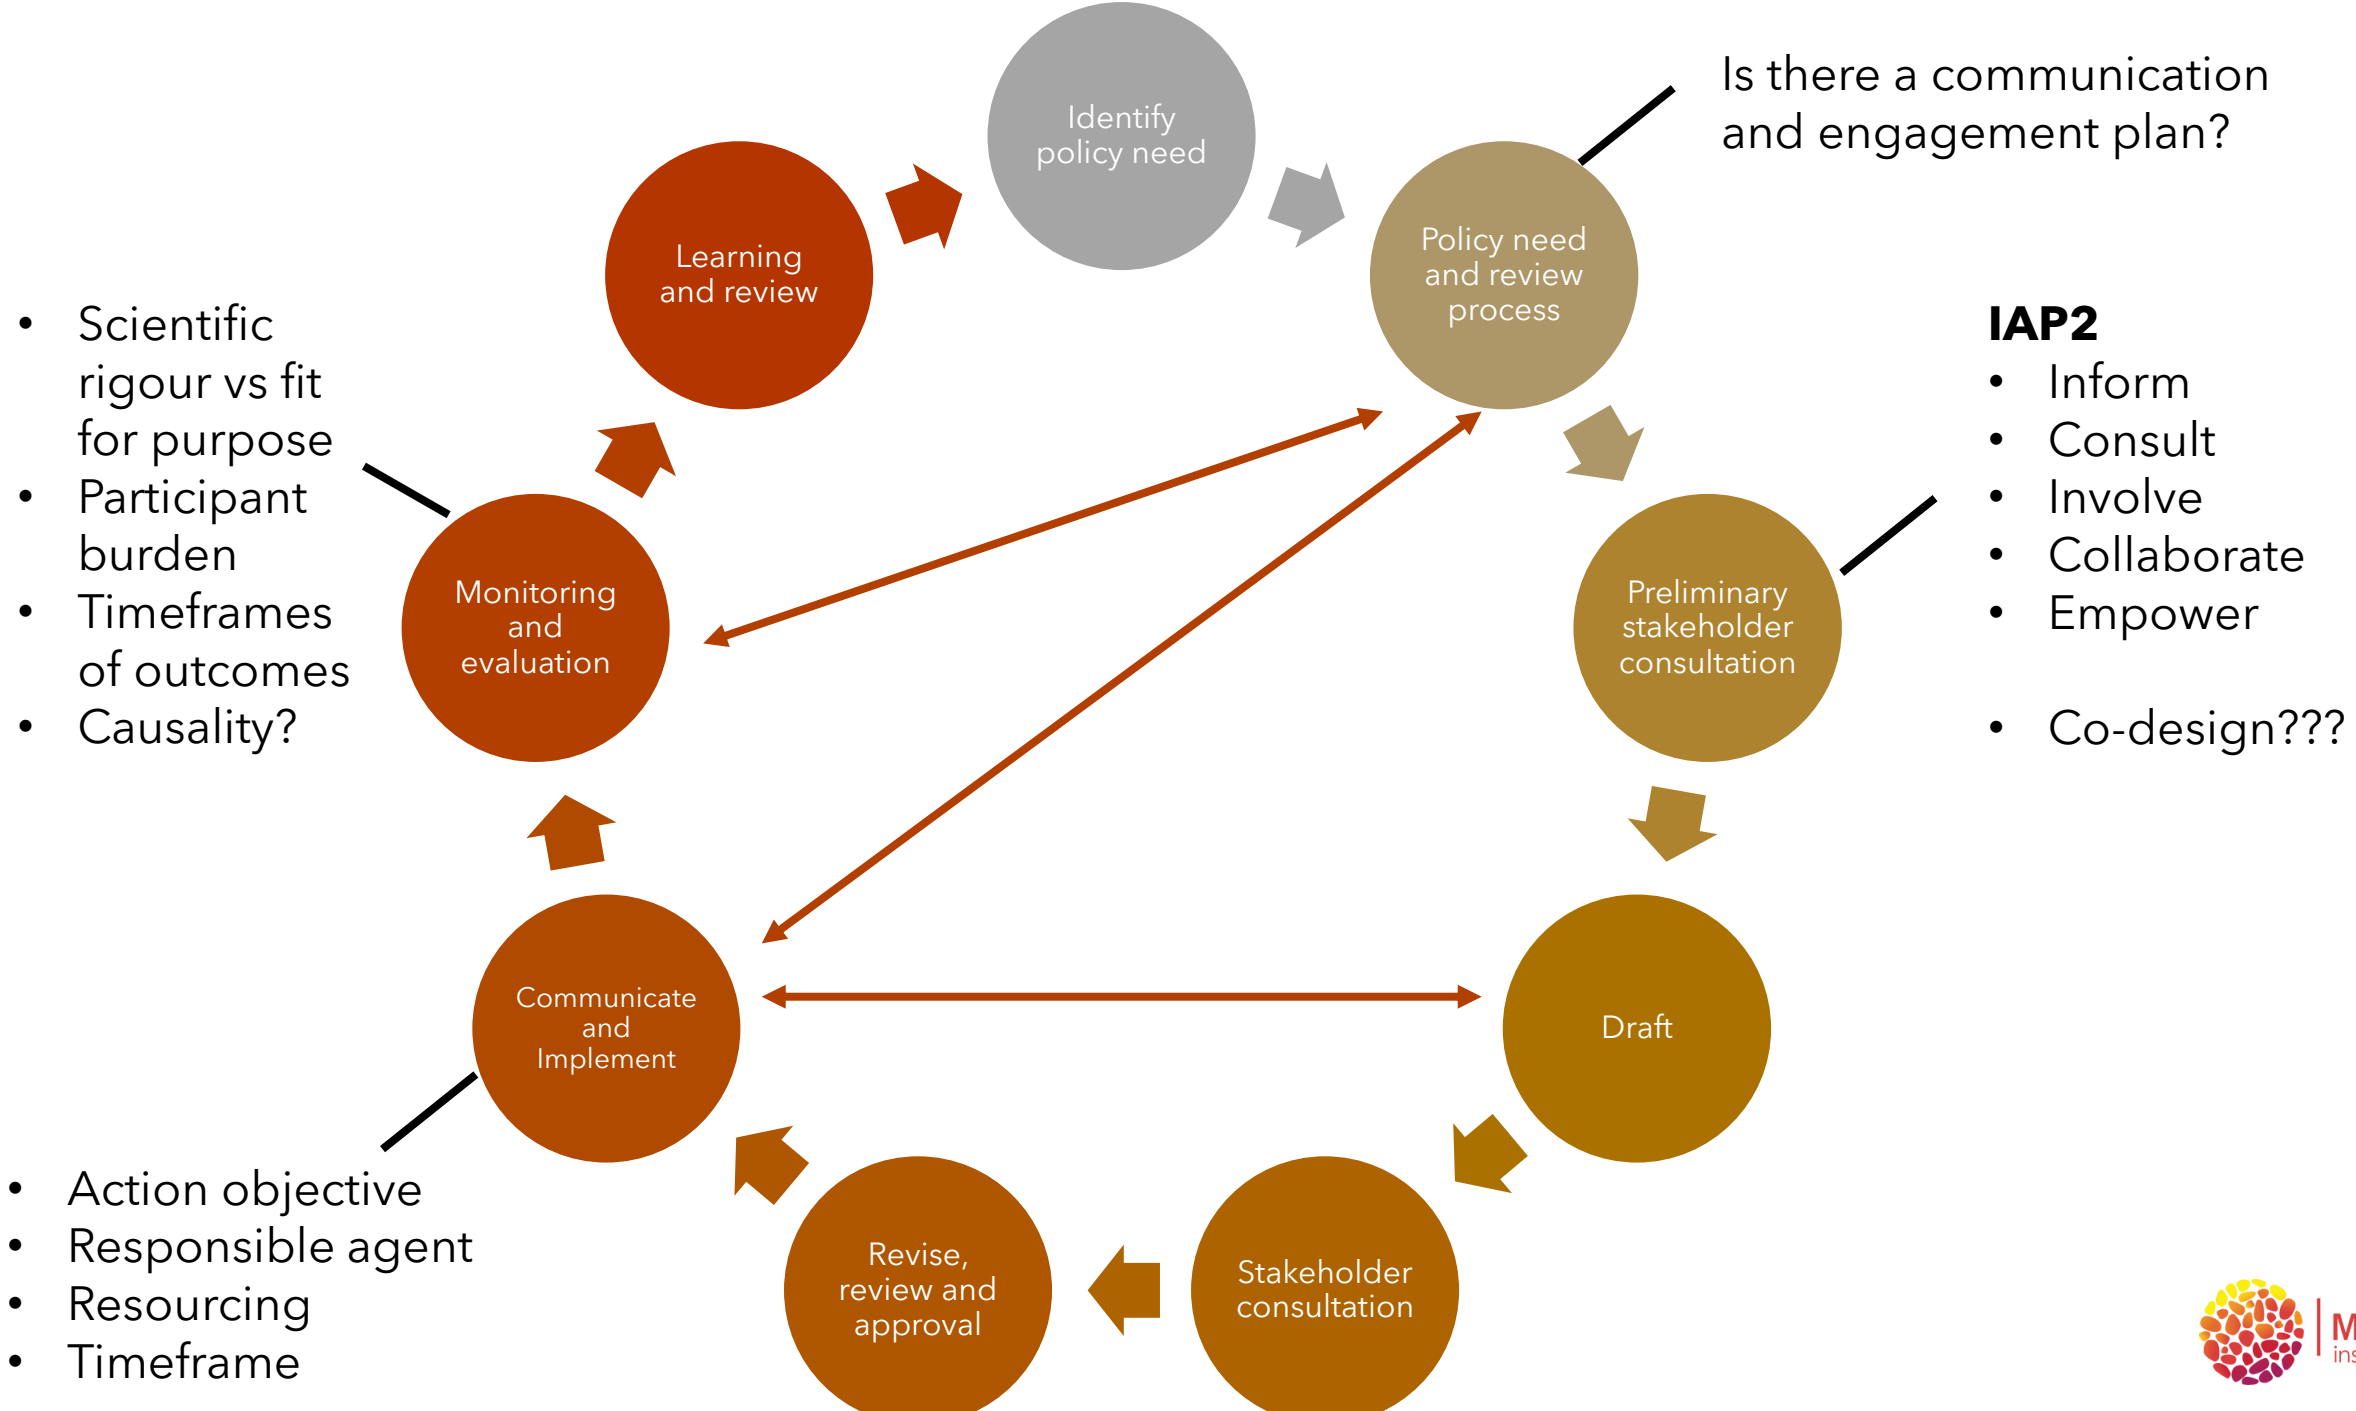 Identify
policy need
Is there a communication
and engagement plan?
Policy need
and review
process
Learning
and review
• Scientific
rigour vs fit
for purpose
• Participant
burden
• Timeframes
of outcomes
• Causality?
IAP2
• Inform
• Consult
• Involve
• Collaborate
• Empower
• Co-design???
Monitoring
and
evaluation
Preliminary
stakeholder
consultation
Communicate
and
Implement
Draft
• Action objective
• Responsible agent
• Resourcing
• Timeframe
Revise,
review and
approval
Stakeholder
consultation